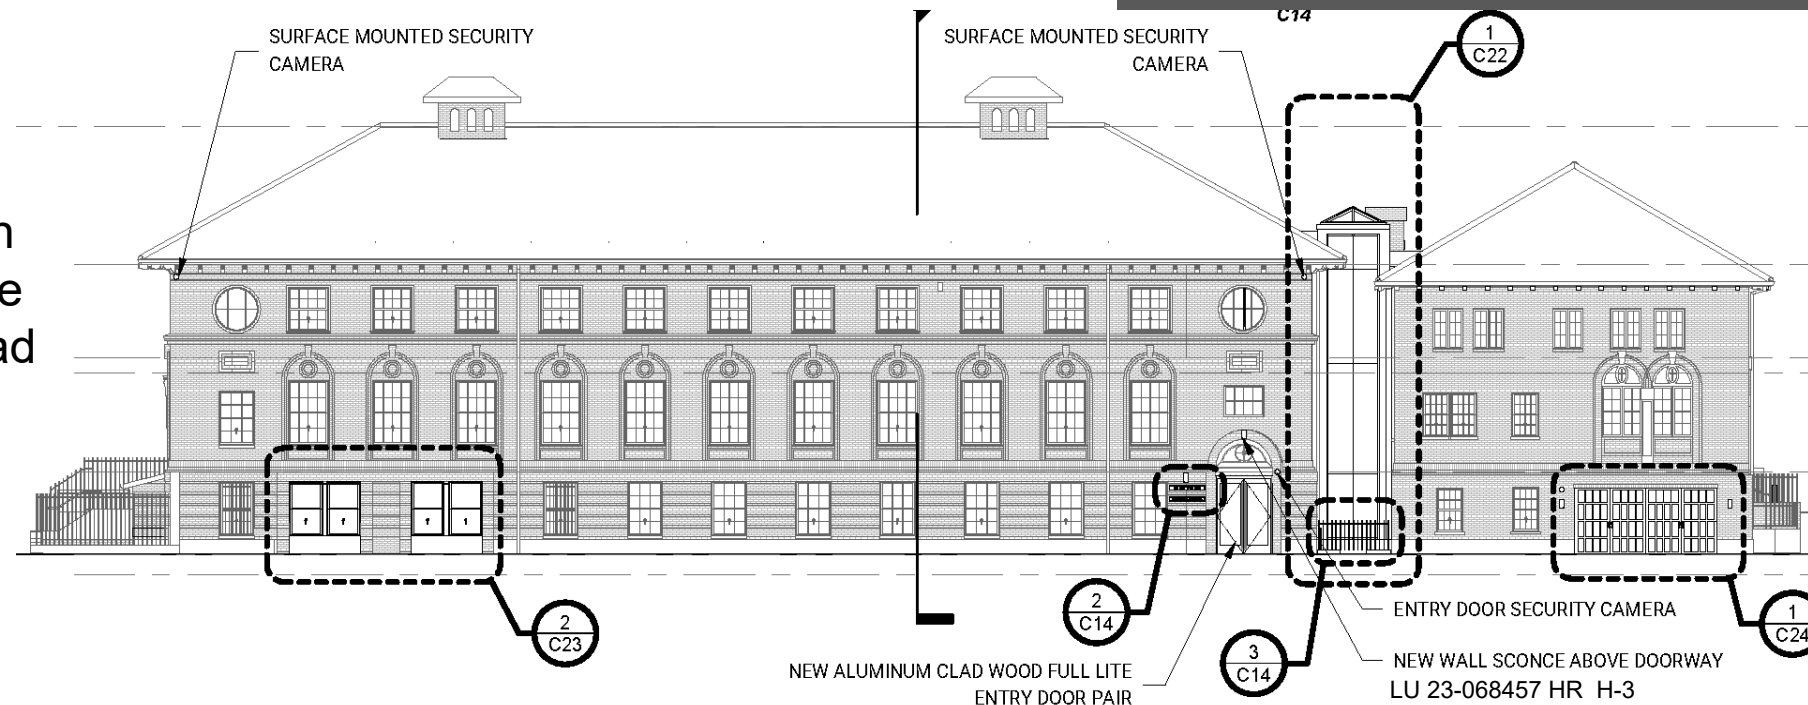 C14
SURFACE MOUNTED SECURITY
CAMERA
SURFACE MOUNTED SECURITY
CAMERA
1
C22
n
e
ad
2
C23
2
C14
3
C14
1
C24
ENTRY DOOR SECURITY CAMERA
NEW WALL SCONCE ABOVE DOORWAY
NEW ALUMINUM CLAD WOOD FULL LITE
ENTRY DOOR PAIR
LU 23-068457 HR H-3